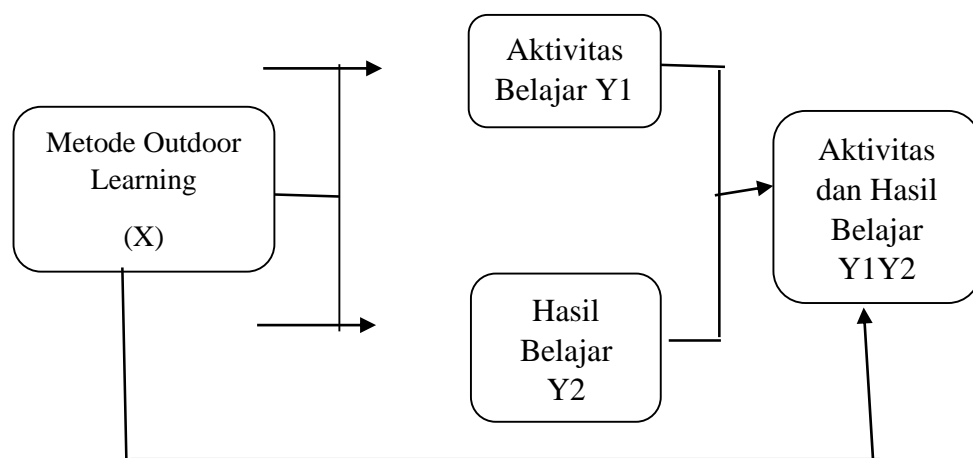 Metode Outdoor
Learning
(X)
Aktivitas
Belajar Y1
Hasil
Belajar
Y2
Aktivitas
dan Hasil
Belajar
Y1Y2